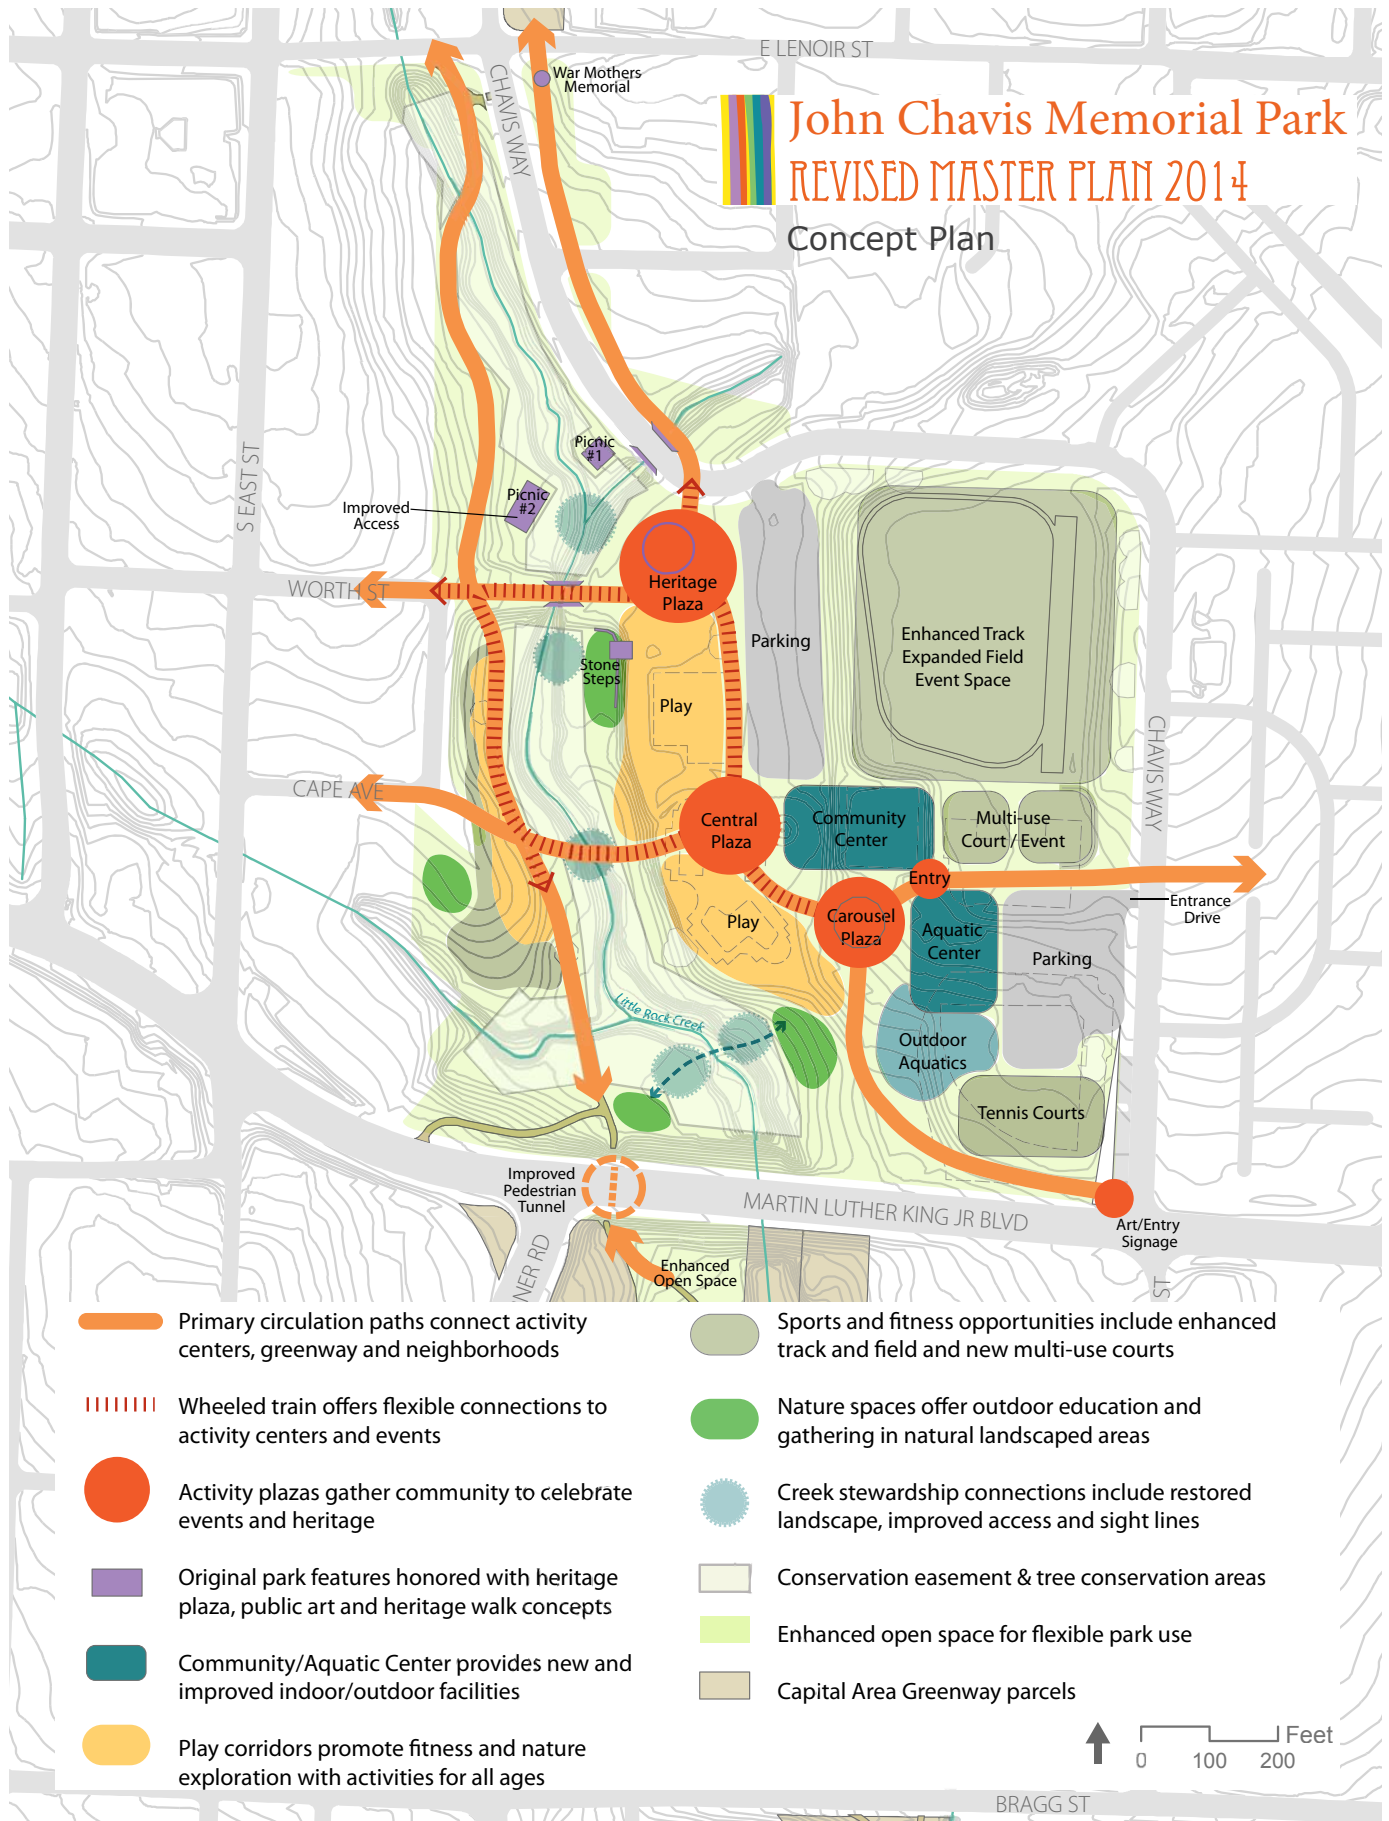 E LENOIR ST
War Mothers
Memorial
CHAVIS WAY
John Chavis Memorial Park
REVISED MASTER PLAN 2014
Concept Plan
Picnic
#1
Picnic
#2
Improved
Access
S EAST ST
WORTH ST
Heritage
Plaza
Parking
Enhanced Track
Expanded Field
Event Space
Stone
Steps
Play
CHAVIS WAY
CAPE AVE
Central
Plaza
Community
Center
Multi-use
Court / Event
Entry
Entrance
Drive
Carousel
Plaza
Play
Aquatic
Center
Parking
Little Rock Creek
Outdoor
Aquatics
Tennis Courts
Improved
Pedestrian
Tunnel
MARTIN LUTHER KING JR BLVD
Art/Entry
Signage
NER RD
Enhanced
Open Space
ST
Primary circulation paths connect activity
centers, greenway and neighborhoods
Wheeled train offers flexible connections to
activity centers and events
Activity plazas gather community to celebrate
events and heritage
Original park features honored with heritage
plaza, public art and heritage walk concepts
Community/Aquatic Center provides new and
improved indoor/outdoor facilities
Play corridors promote fitness and nature
exploration with activities for all ages
Sports and fitness opportunities include enhanced
track and field and new multi-use courts
Nature spaces offer outdoor education and
gathering in natural landscaped areas
Creek stewardship connections include restored
landscape, improved access and sight lines
Conservation easement & tree conservation areas
Enhanced open space for flexible park use
Capital Area Greenway parcels
Feet
0 100 200
BRAGG ST